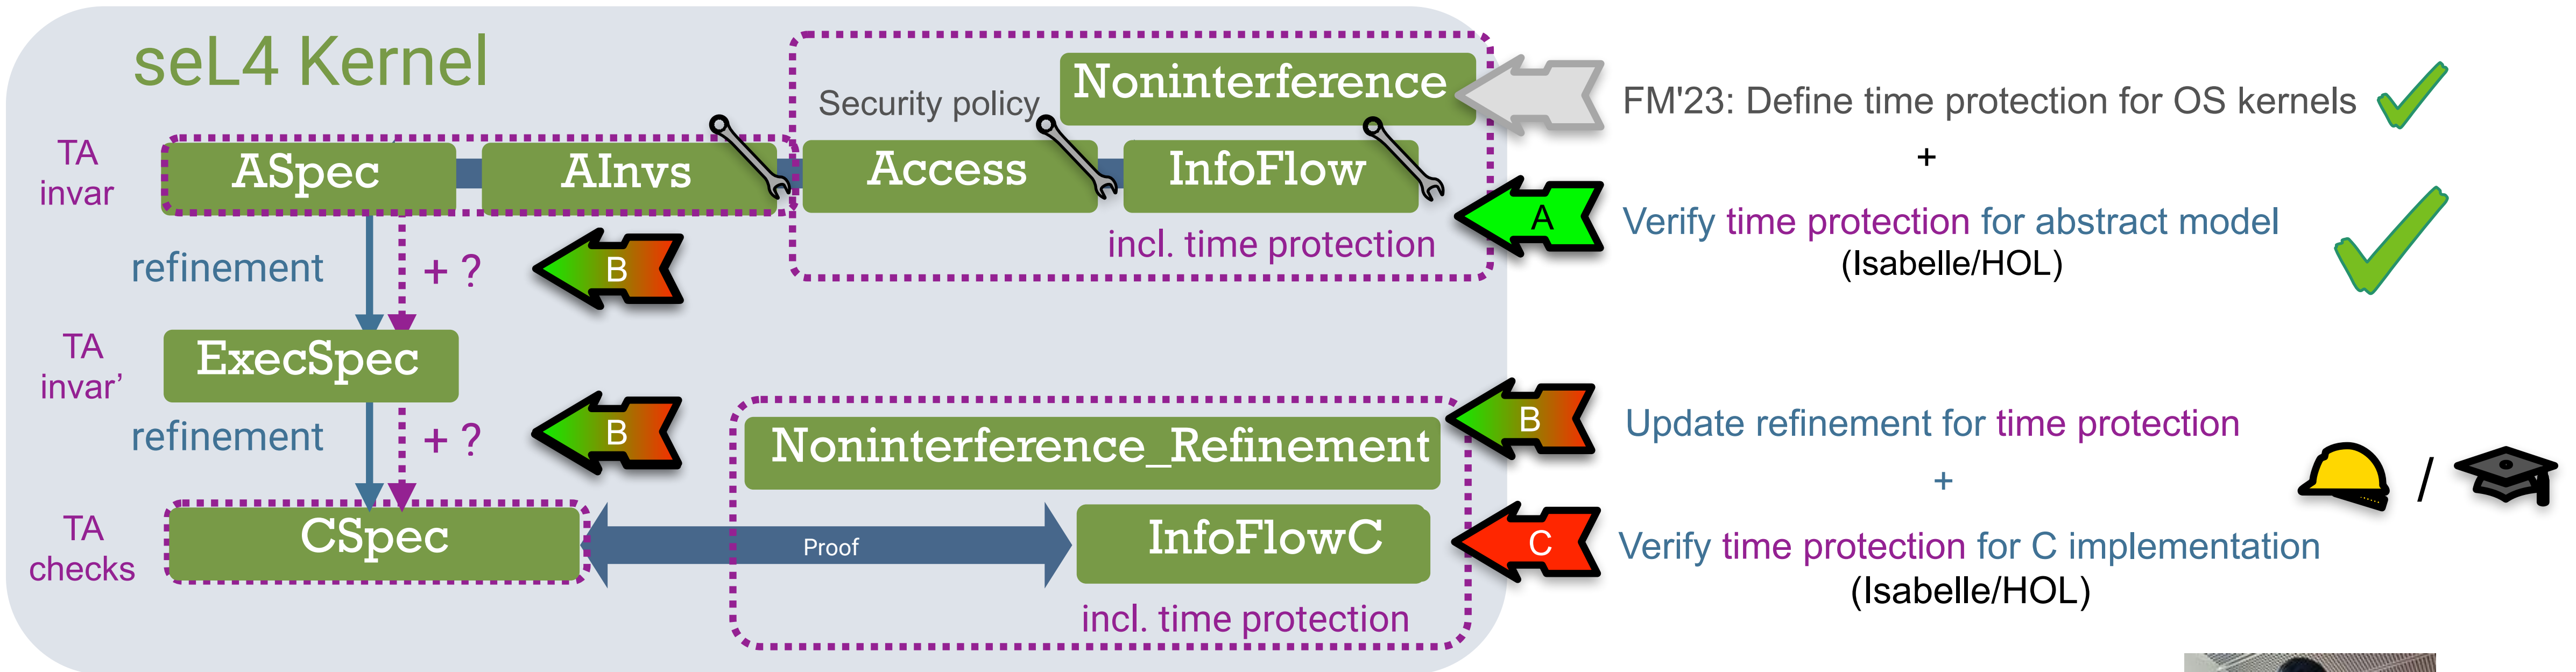 seL4 Kernel
Security policy
Noninterference
FM'23: Define time protection for OS kernels
+
TA
invar
ASpec
AInvs
Access
InfoFlow
A
Verify time protection for abstract model
(Isabelle/HOL)
incl. time protection
refinement
+ ?
B
TA
invar’
ExecSpec
refinement
+ ?
B
Noninterference_Refinement
B
Update refinement for time protection
+
/
TA
checks
CSpec
Proof
InfoFlowC
C
Verify time protection for C implementation
(Isabelle/HOL)
incl. time protection